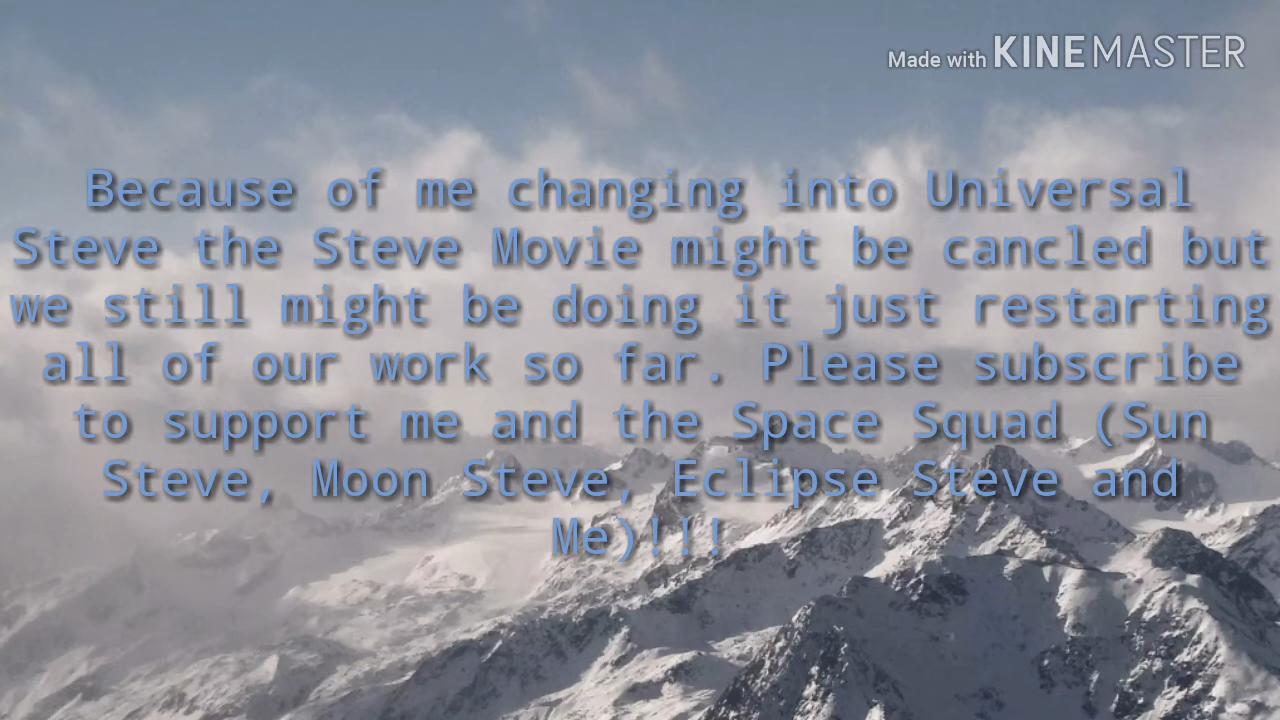 Made with KINEMASTER
Because of me changing into Universal
Steve the Steve Movie might be cancled but
we still might be doing it just restarting
all of our work so far. Please subscribe
to support me and the Space Squad (Sun
Steve, Moon Steve, Eclipse Steve and
Me)!!!